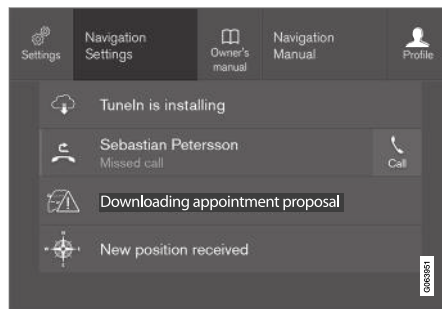 Settings
Navigation
Settings
Owner's
manual
Navigation
Manual
Profile
TuneIn is installing
Sebastian Petersson
Missed call
Call
Downloading appointment proposal
New position received
G063951